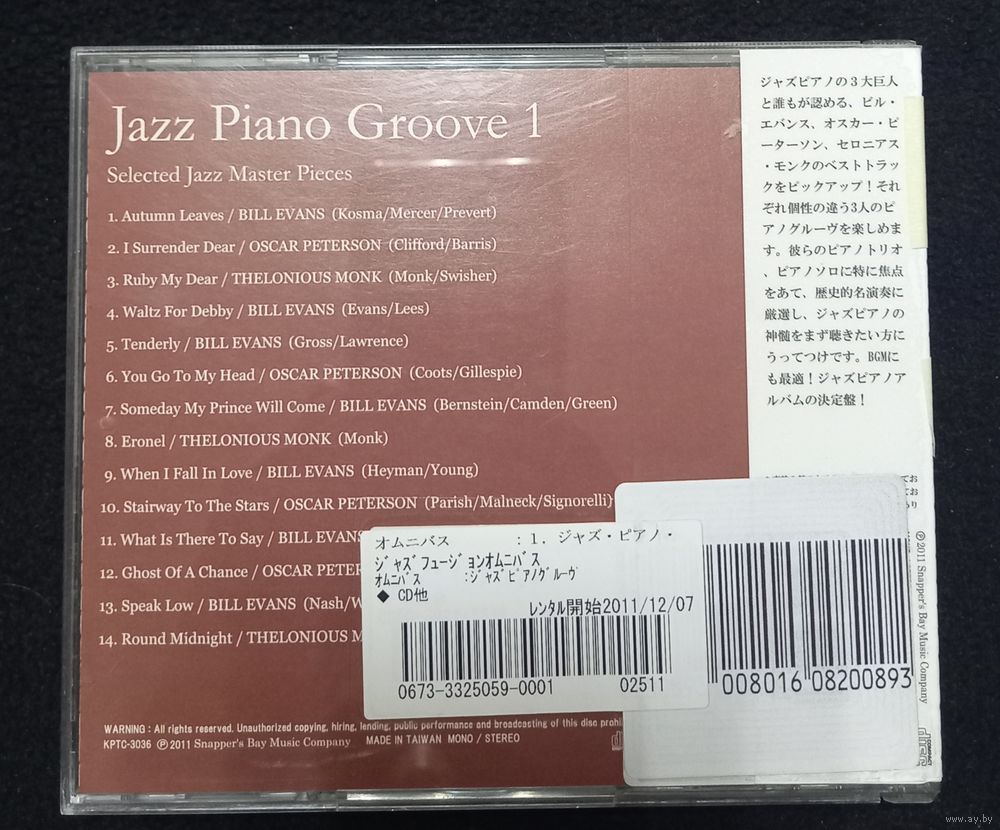 Jazz Piano Groove 1
Selected Jazz Master Pieces
1. Autumn Leaves / BILL EVANS (Kosma/Mercer/Prevert)
2. I Surrender Dear / OSCAR PETERSON (Clifford/Barris)
3. Ruby My Dear / THELONIOUS MONK (Monk/Swisher)
4. Waltz For Debby / BILL EVANS (Evans/Lees)
5. Tenderly / BILL EVANS (Gross/Lawrence)
6. You Go To My Head / OSCAR PETERSON (Coots/Gillespie)
7. Someday My Prince Will Come / BILL EVANS (Bernstein/Camden/Green)
8. Eronel / THELONIOUS MONK (Monk)
9. When I Fall In Love / BILL EVANS (Heyman/Young)
10. Stairway To The Stars / OSCAR PETERSON (Parish/Malneck/Signorelli)
11. What Is There To Say / BILL EVANS
12. Ghost Of A Chance / OSCAR PETER
13. Speak Low / BILL EVANS (Nash/W
14. Round Midnight / THELONIOUS M
WARNING : All rights reserved. Unauthorized copying, hiring, lending, public performance and broadcasting of this disc prohi
KPTC-3036 ℗ 2011 Snapper's Bay Music Company MADE IN TAIWAN MONO / STEREO
ジャズピアノの3大巨人
と誰もが認める、ビル・
エバンス、オスカー・ピ
ーターソン、セロニアス
・モンクのベストトラッ
クをピックアップ！それ
ぞれ個性の違う3人のピ
アノグルーヴを楽しめま
す。彼らのピアノトリオ
、ピアノソロに特に焦点
をあて、歴史的名演奏に
厳選し、ジャズピアノの
神髄をまず聴きたい方に
うってつけです。BGMに
も最適！ジャズピアノア
ルバムの決定盤！
オムニバス : 1. ジャズ・ピアノ・
ジャズフュージョンオムニバス
オムニバス :ジャズピアノグルーヴ
◆ CD他
レンタル開始2011/12/07
0673-3325059-0001 02511
008016 08200893
℗ 2011 Snapper's Bay Music Company
COMPACT
disc
www.ay.by